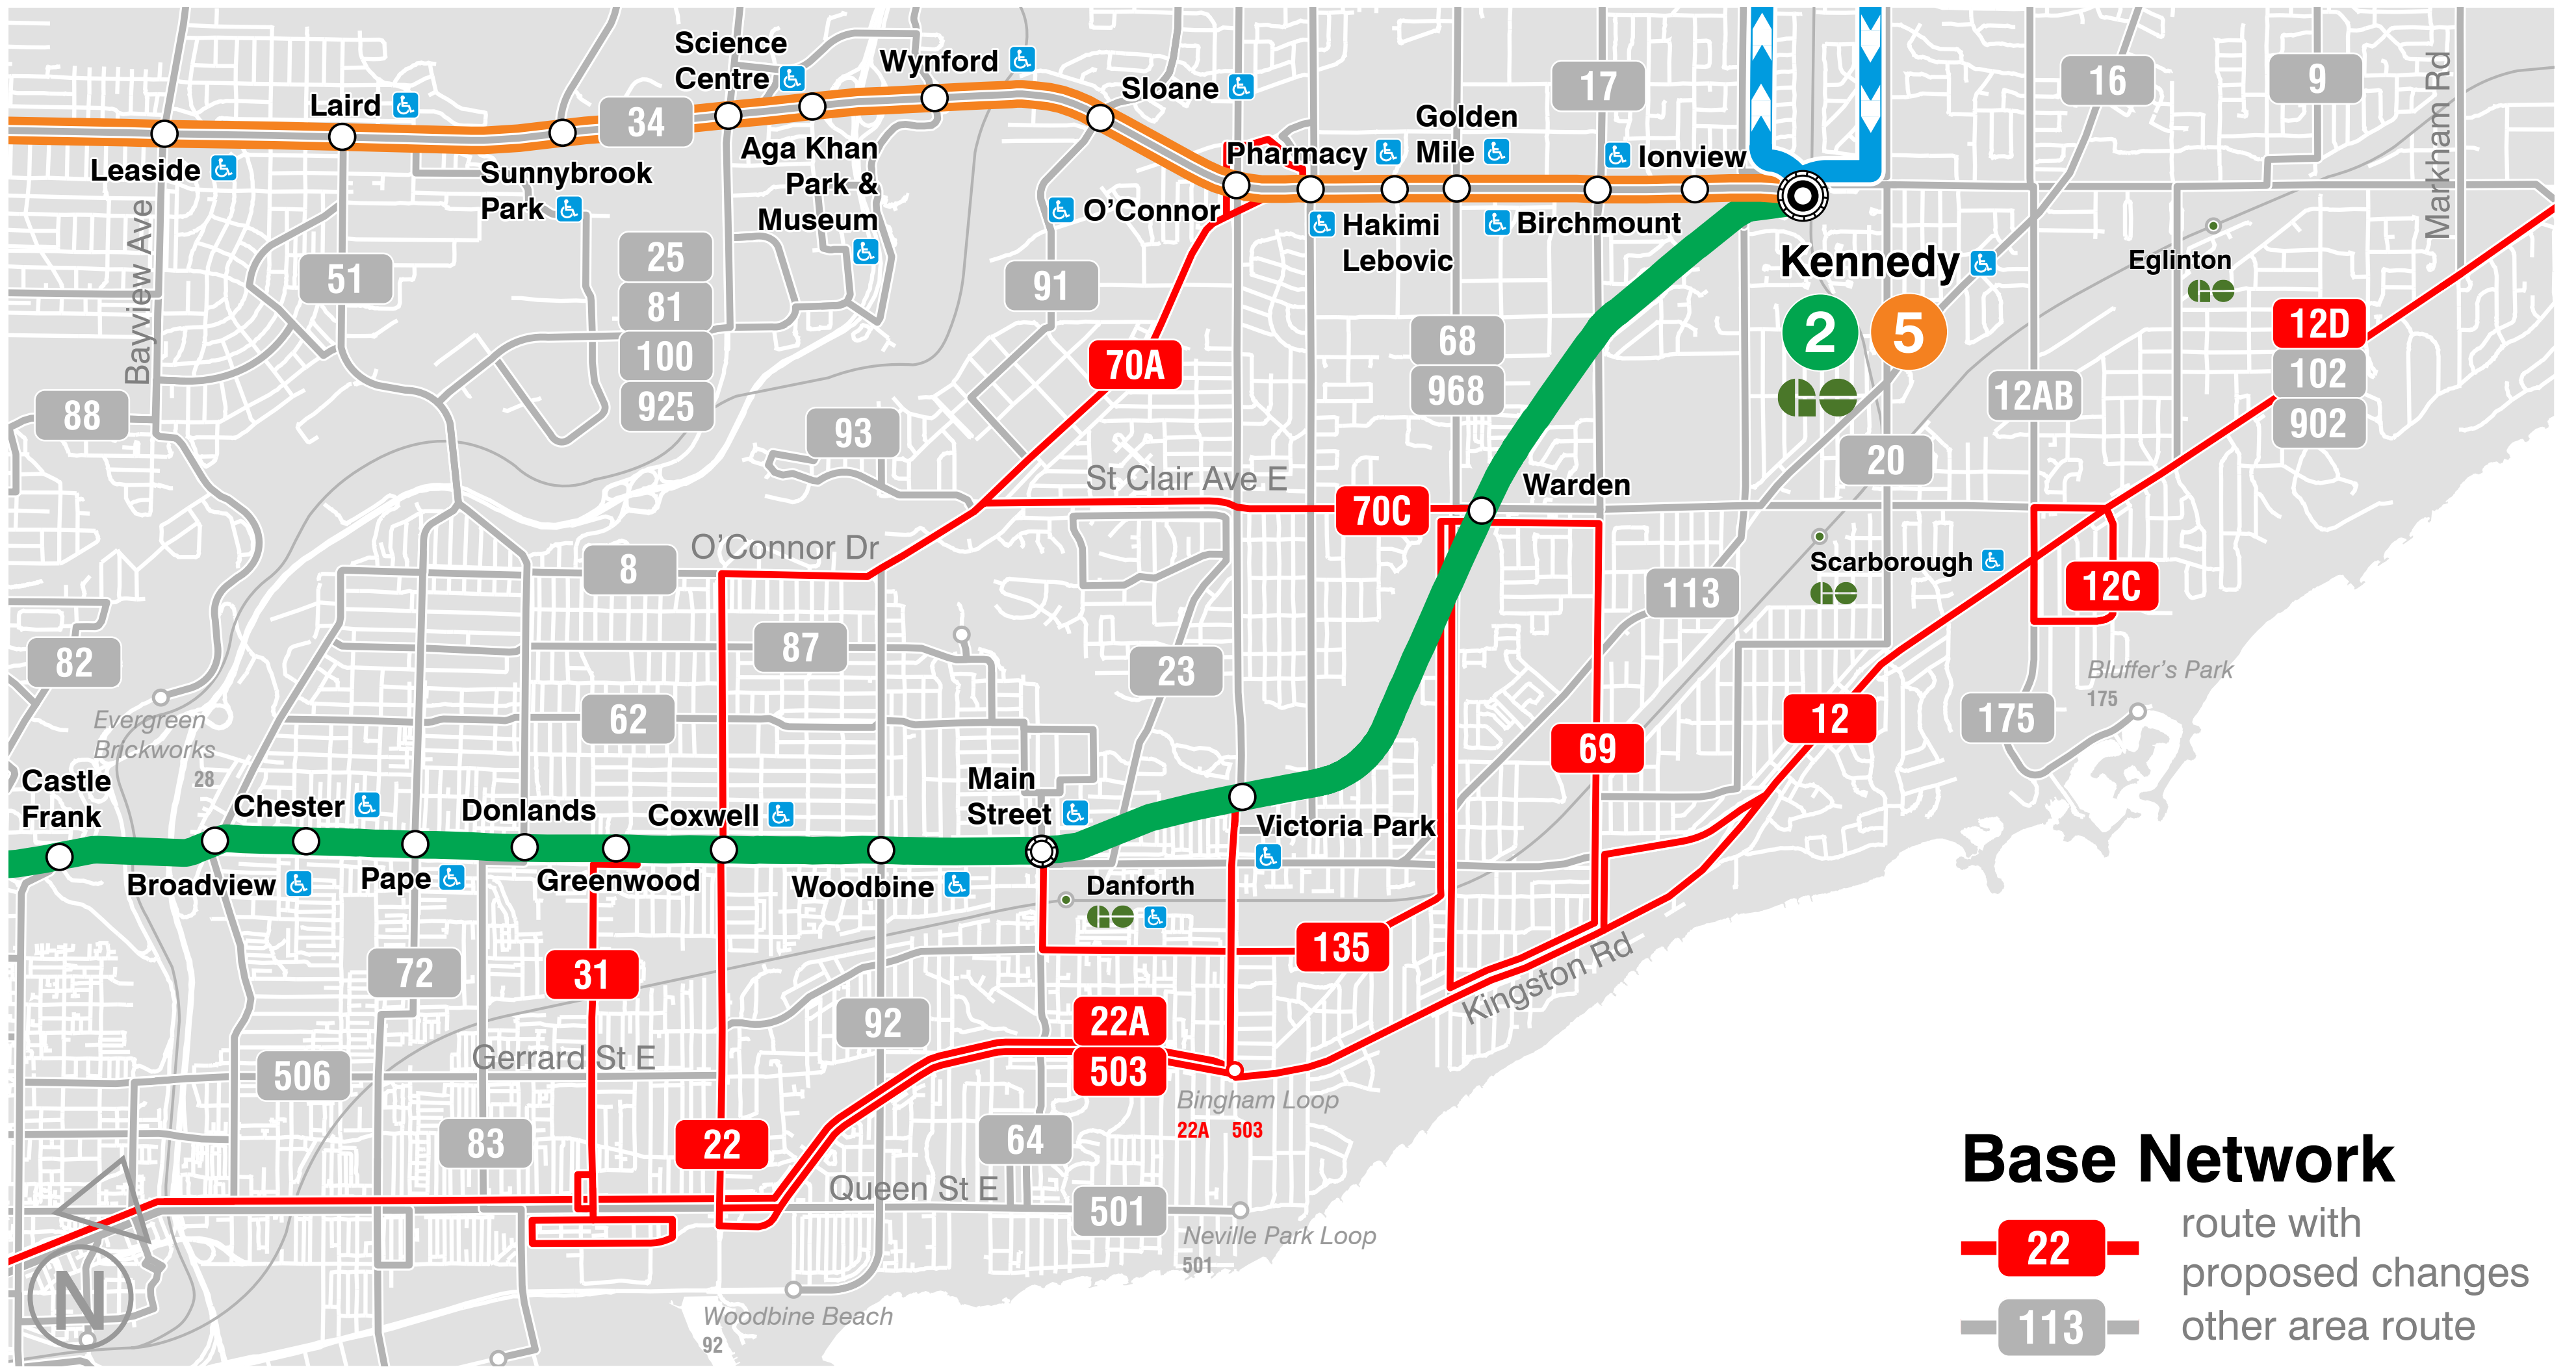 Science
Centre
Wynford
Sloane
Laird
34
17
16
9
Markham Rd
Golden
Mile
Leaside
Sunnybrook
Park
Aga Khan
Park &
Museum
Pharmacy
Ionview
O'Connor
Hakimi
Lebovic
Birchmount
Kennedy
2
5
Eglinton
Bayview Ave
51
25
81
100
925
91
70A
68
968
12D
102
902
12AB
88
93
20
St Clair Ave E
70C
Warden
O'Connor Dr
8
113
Scarborough
12C
82
87
23
Bluffer's Park
175
175
62
12
69
Evergreen
Brickworks
28
Castle
Frank
Chester
Donlands
Coxwell
Main
Street
Victoria Park
Broadview
Pape
Greenwood
Woodbine
Danforth
72
31
135
Kingston Rd
92
22A
503
Gerrard St E
506
Bingham Loop
22A 503
83
22
64
Queen St E
501
Neville Park Loop
501
N
Woodbine Beach
92
Base Network
22
route with
proposed changes
113
other area route